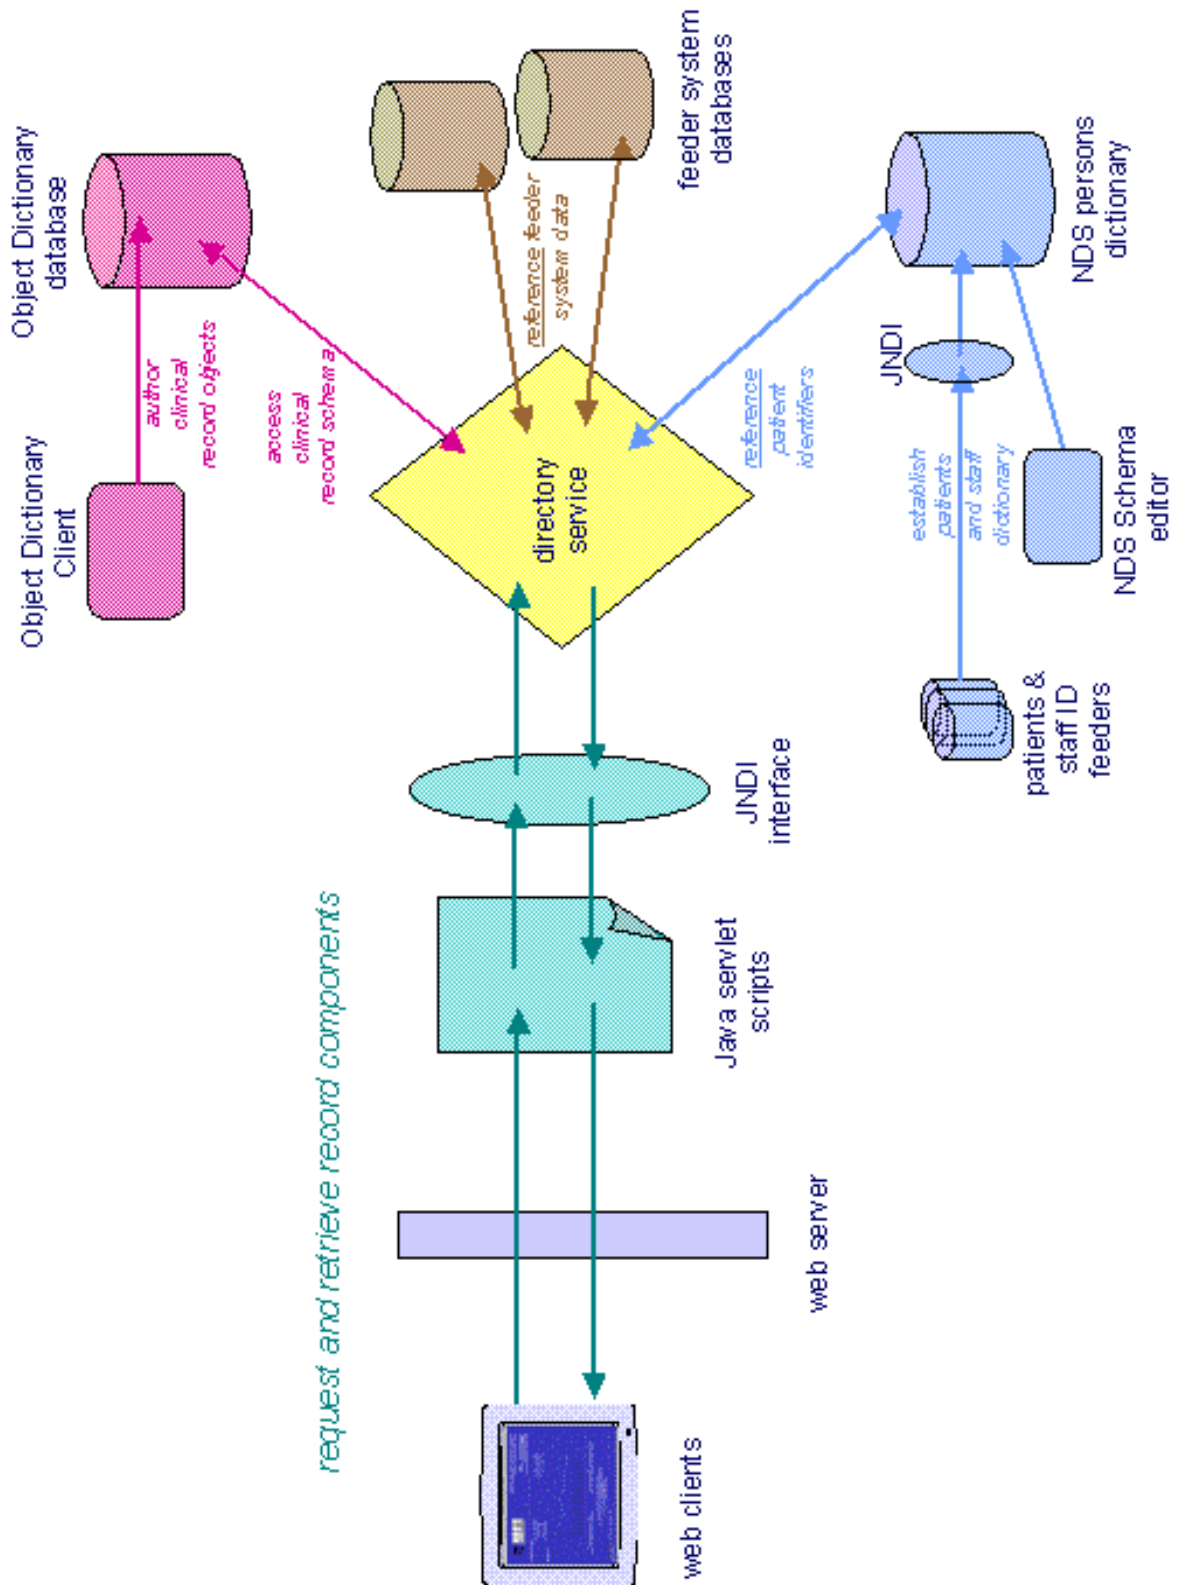 Object Dictionary
Client
Object Dictionary
database
author
clinical
record objects
access
clinical
record schema
feeder system
databases
reference feeder
system data
directory
service
request and retrieve record components
web clients
web server
Java servlet
scripts
JNDI
interface
reference
patient
identifiers
NDS persons
dictionary
JNDI
establish
patients
and staff
dictionary
patients &
staff ID
feeders
NDS Schema
editor